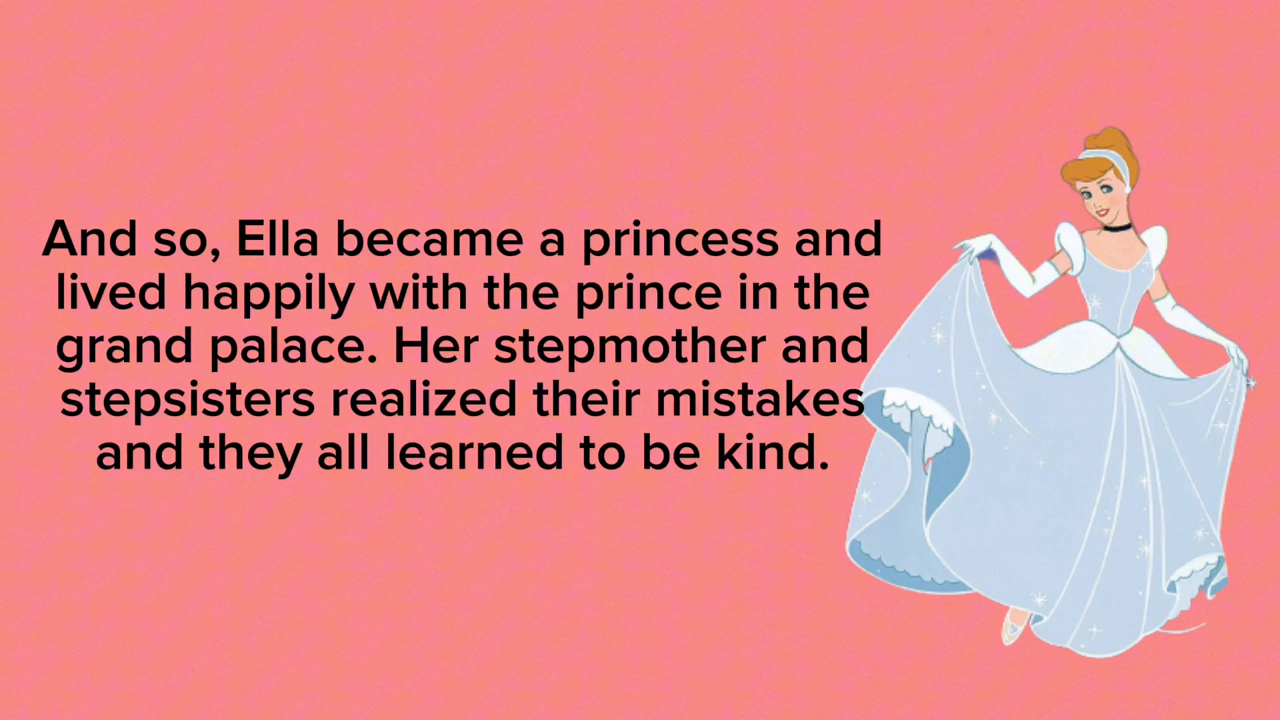 And so, Ella became a princess and
lived happily with the prince in the
grand palace. Her stepmother and
stepsisters realized their mistakes
and they all learned to be kind.